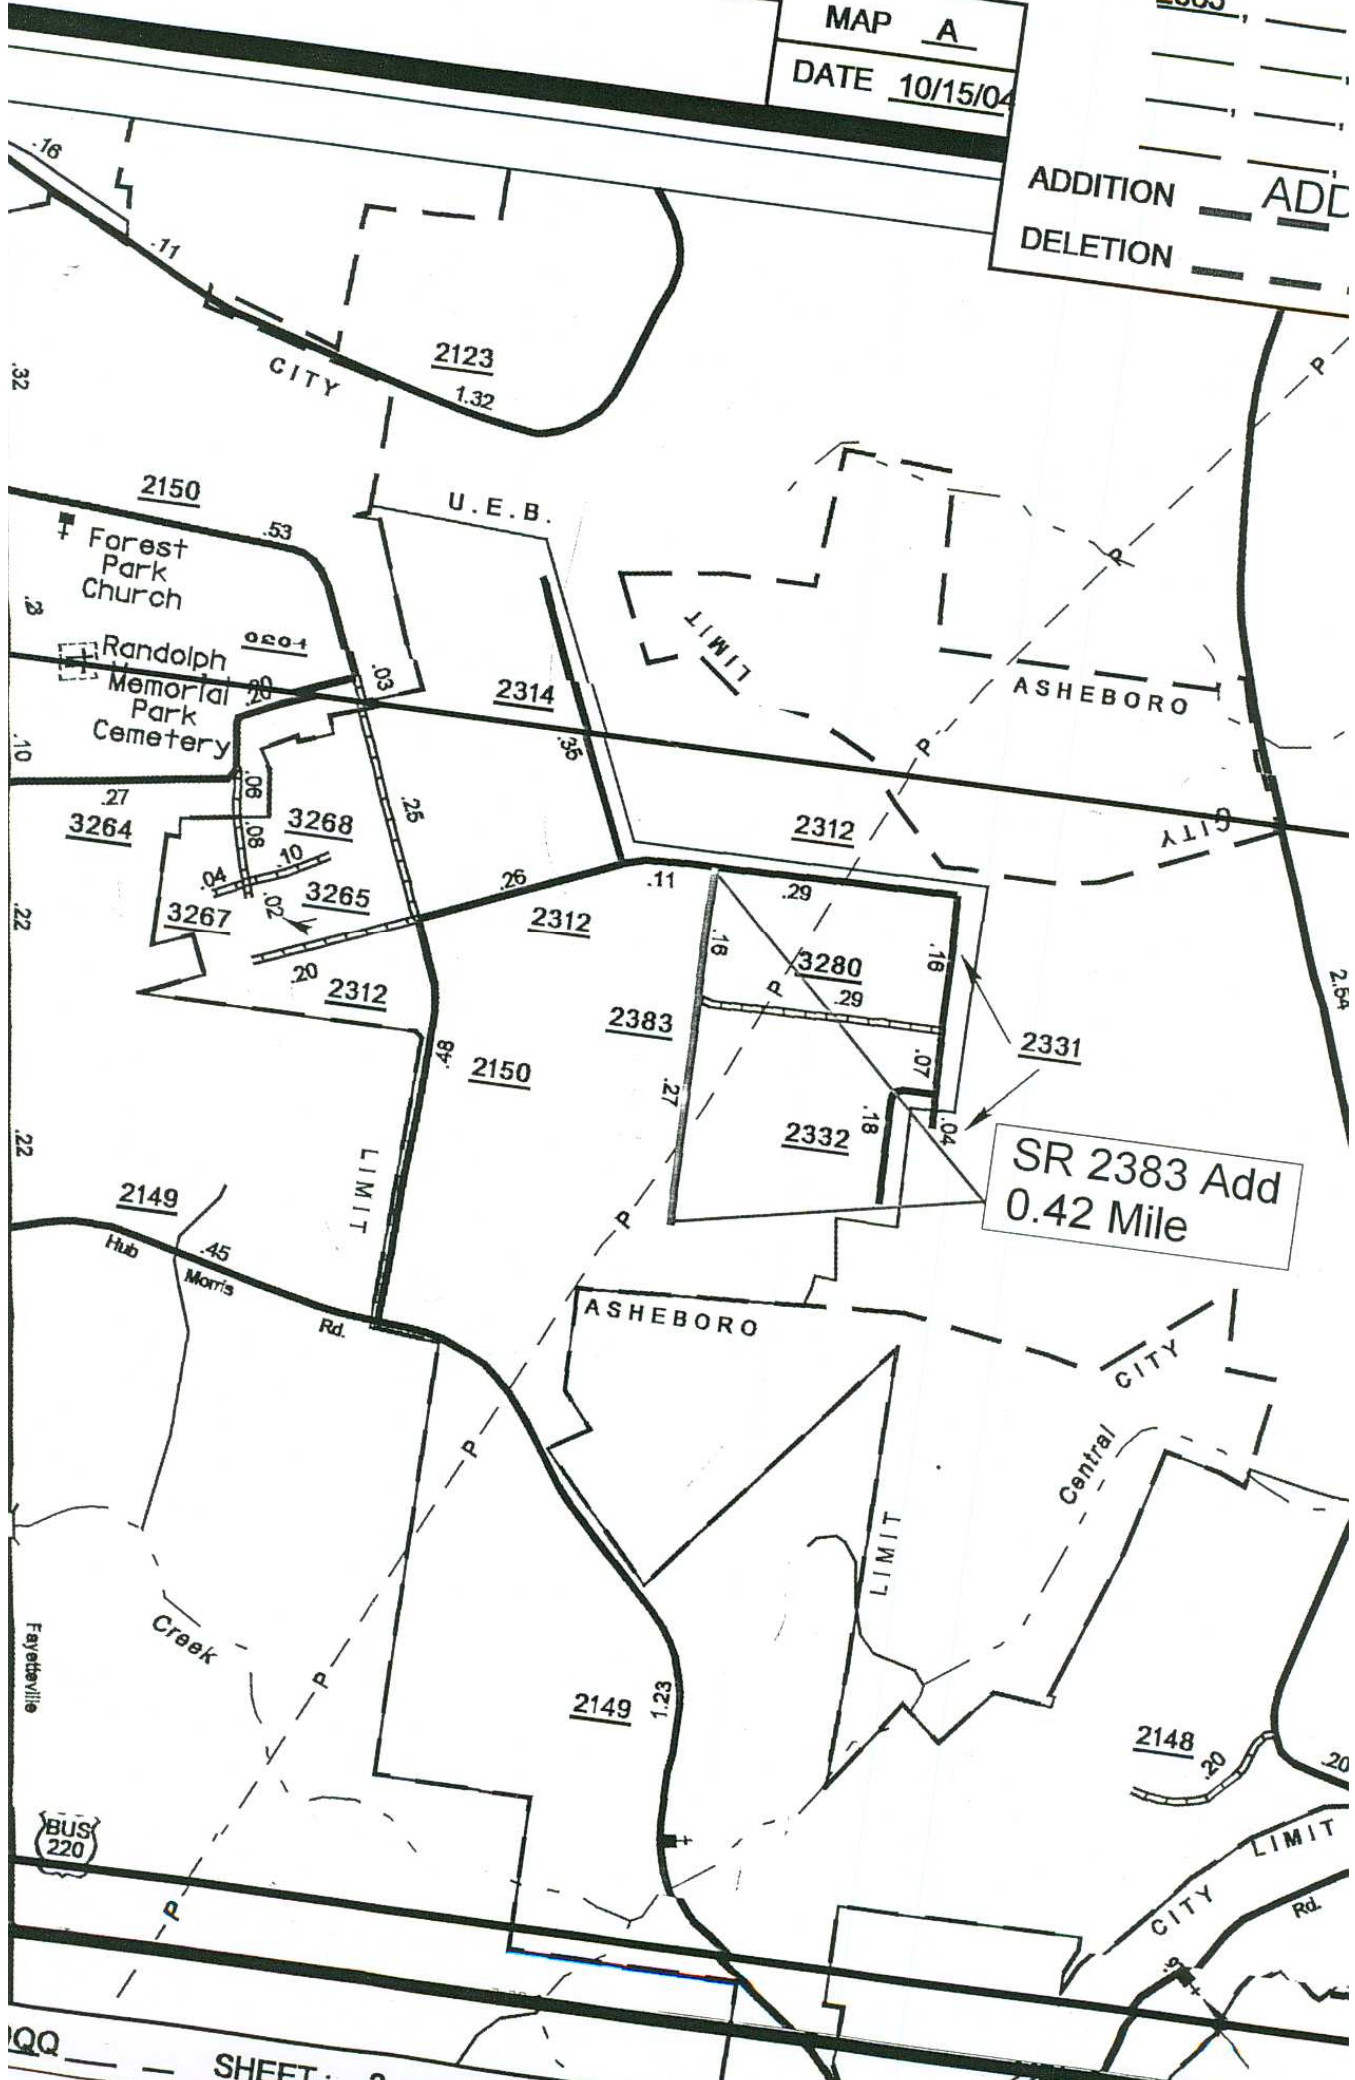 MAP A
DATE 10/15/04
ADDITION
DELETION
.16
.11
CITY
2123
1.32
.32
P
2150
.53
U.E.B.
Forest
Park
Church
P
LIMIT
Randolph
Memorial
Park
Cemetery
.20
.03
2314
ASHEBORO
.35
P
.10
.06
.27
3264
.08
3268
.25
2312
CITY
.10
.04
.02
3265
3267
.26
.11
.29
2312
.22
.20
2312
.16
3280
.16
P
.29
2.54
2383
2331
.48
2150
.27
.07
.18
.04
2332
SR 2383 Add
0.42 Mile
.22
LIMIT
2149
.45
Hub
Morris
Rd.
P
ASHEBORO
CITY
P
Central
LIMIT
Creek
Fayetteville
P
2149
1.23
2148
.20
.20
BUS
220
LIMIT
CITY
Rd.
P
SHEET: